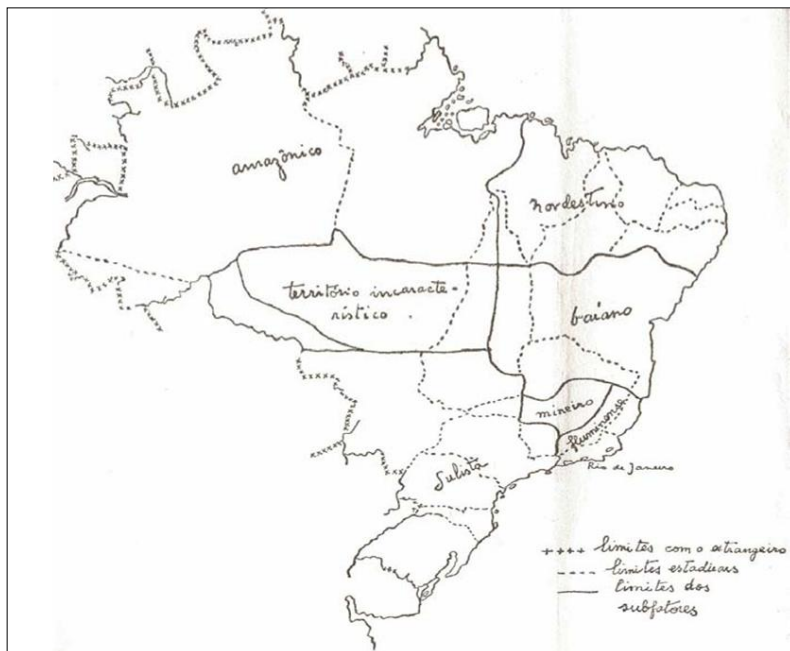 amazônico
nordestino
território incaracte-
rístico.
baiano
mineiro
fluminense
Rio de Janeiro
Sulista
++++ limites com o extrangeiro
---- limites estaduais
limites dos
subfalares